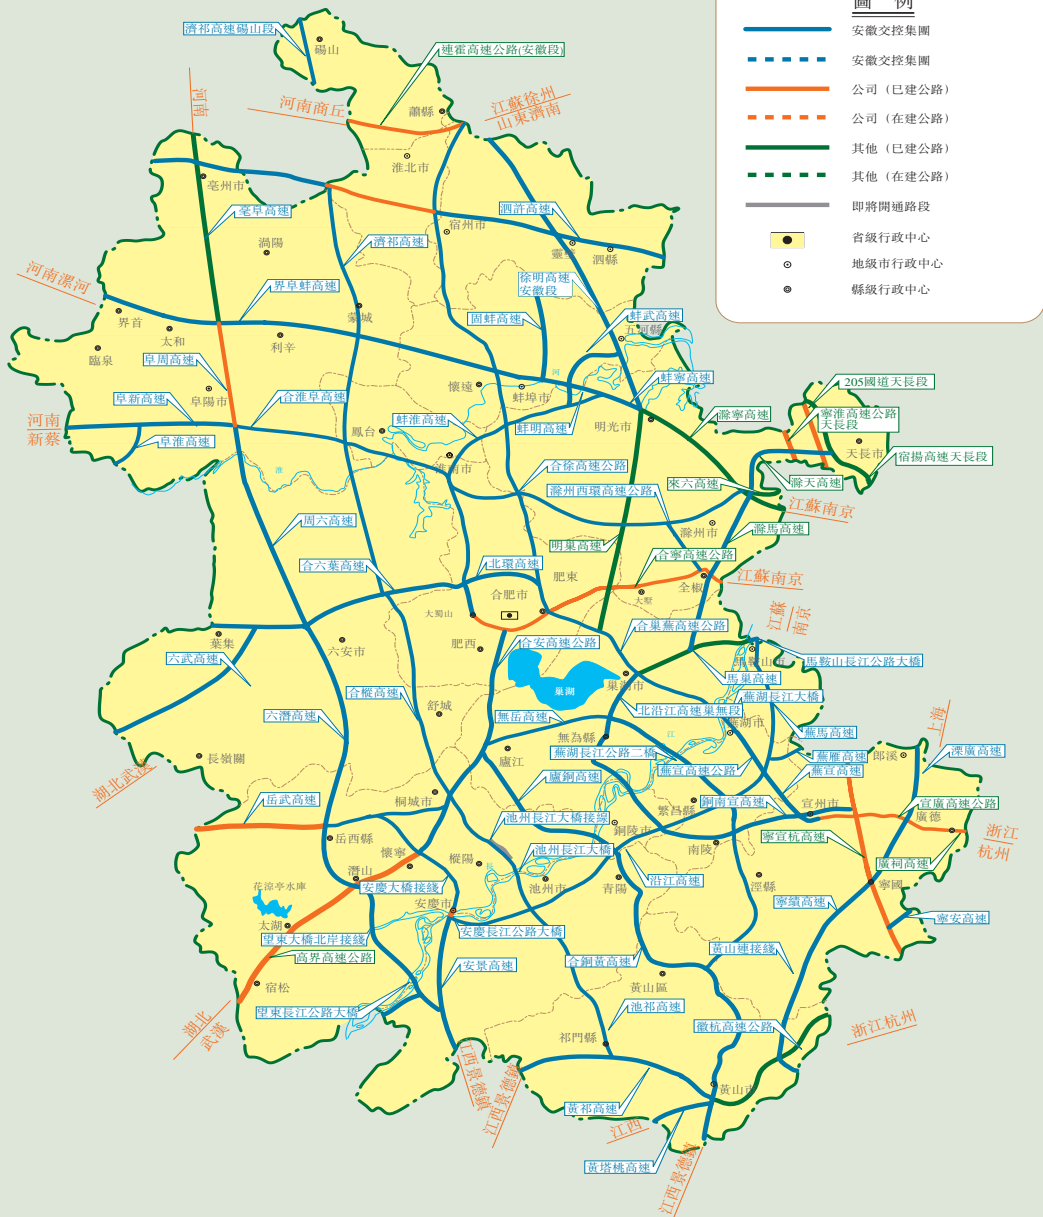 圖 例
安徽交控集團
安徽交控集團
公司（已建公路）
公司（在建公路）
其他（已建公路）
其他（在建公路）
即將開通路段
省級行政中心
地級市行政中心
縣級行政中心
濟祁高速碭山段
碭山
連霍高速公路(安徽段)
河南
河南商丘
蕭縣
江蘇徐州
山東濟南
淮北市
亳州市
亳阜高速
渦陽
濟祁高速
宿州市
泗許高速
靈璧
泗縣
河南漯河
界阜蚌高速
徐明高速
安徽段
界首
太和
利辛
蒙城
固蚌高速
蚌武高速
五河縣
臨泉
阜周高速
阜陽市
懷遠
蚌埠市
河
蚌寧高速
205國道天長段
河南
新蔡
阜新高速
合淮阜高速
阜淮高速
鳳台
蚌淮高速
蚌明高速
明光市
滁寧高速
寧淮高速公路
天長段
天長市
宿揚高速天長段
淮
淮南市
合徐高速公路
滁州西環高速公路
來六高速
滁天高速
江蘇南京
周六高速
滁州市
滁馬高速
明巢高速
合寧高速公路
合六葉高速
北環高速
肥東
合肥市
大墅
全椒
江蘇南京
大蜀山
肥西
合安高速公路
合巢蕪高速公路
江蘇
南京
葉集
六安市
六武高速
馬鞍山市
馬鞍山長江公路大橋
巢湖
巢湖市
馬巢高速
合樅高速
舒城
蕪湖長江大橋
北沿江高速巢無段
六潛高速
無岳高速
蕪湖市
上海
無為縣
江
蕪馬高速
長嶺關
湖北武漢
廬江
蕪湖長江公路二橋
蕪宣高速公路
蕪雁高速
蕪宣高速
郎溪
溧廣高速
廬銅高速
岳武高速
桐城市
池州長江大橋接線
繁昌縣
銅南宣高速
宣州市
宣廣高速公路
廣德
岳西縣
銅陵市
南陵
寧宣杭高速
浙江
杭州
懷寧
樅陽
長
池州長江大橋
廣祠高速
潛山
花涼亭水庫
安慶大橋接綫
池州市
青陽
沿江高速
涇縣
寧國
寧績高速
安慶市
太湖
寧安高速
望東大橋北岸接綫
安慶長江公路大橋
黃山連接綫
高界高速公路
安景高速
合銅黃高速
宿松
黃山區
望東長江公路大橋
池祁高速
湖北
武漢
徽杭高速公路
浙江杭州
祁門縣
江西景德鎮
江西景德鎮
黃山市
黃祁高速
江西
黃塔桃高速
江西景德鎮